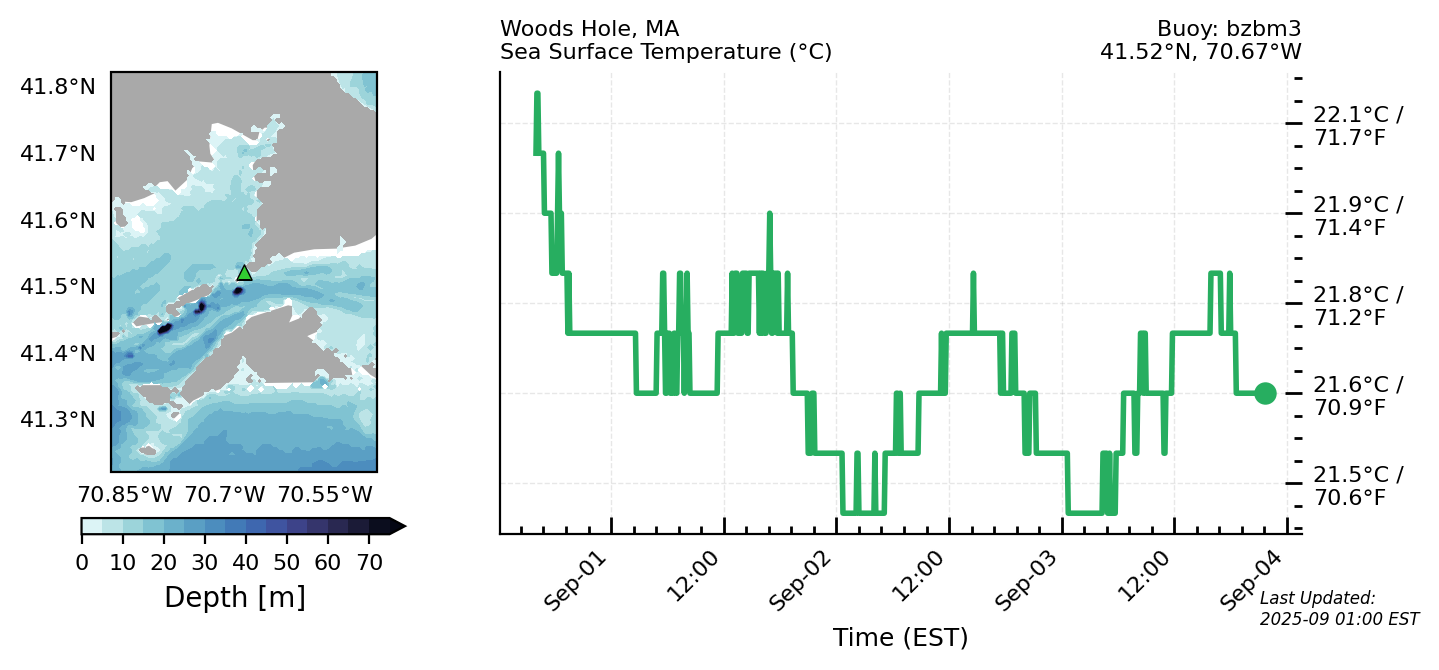 Woods Hole, MA
Sea Surface Temperature (°C)
Buoy: bzbm3
41.52°N, 70.67°W
41.8°N
41.7°N
41.6°N
41.5°N
41.4°N
41.3°N
70.85°W 70.7°W 70.55°W
0 10 20 30 40 50 60 70
Depth [m]
22.1°C /
71.7°F
21.9°C /
71.4°F
21.8°C /
71.2°F
21.6°C /
70.9°F
21.5°C /
70.6°F
Sep-01
12:00
Sep-02
12:00
Sep-03
12:00
Sep-04
Time (EST)
Last Updated:
2025-09 01:00 EST